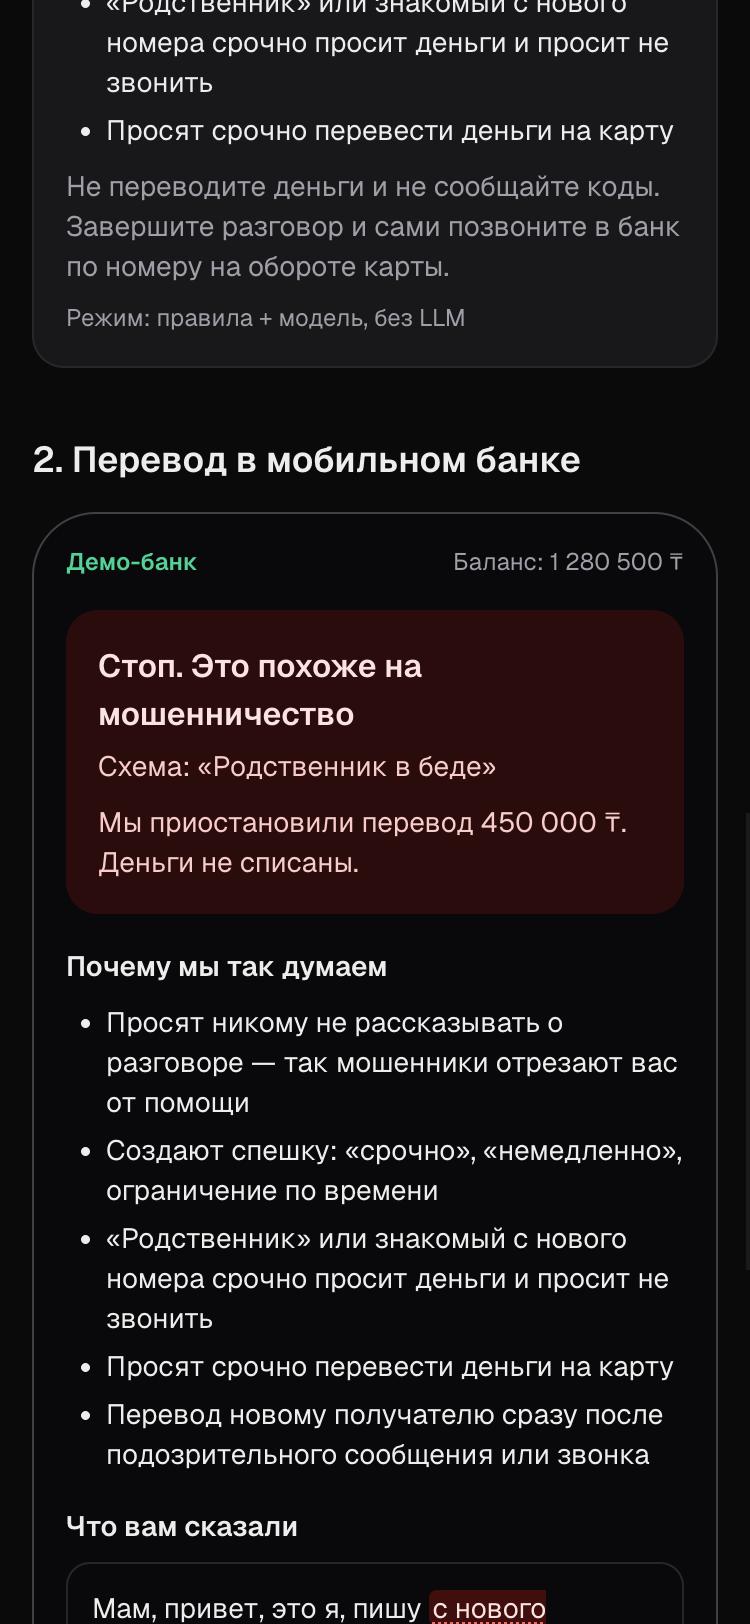 «Родственник» или знакомый с нового
номера срочно просит деньги и просит не
звонить
Просят срочно перевести деньги на карту
Не переводите деньги и не сообщайте коды.
Завершите разговор и сами позвоните в банк
по номеру на обороте карты.
Режим: правила + модель, без LLM
2. Перевод в мобильном банке
Демо-банк
Баланс: 1 280 500 ₸
Стоп. Это похоже на
мошенничество
Схема: «Родственник в беде»
Мы приостановили перевод 450 000 ₸.
Деньги не списаны.
Почему мы так думаем
Просят никому не рассказывать о
разговоре — так мошенники отрезают вас
от помощи
Создают спешку: «срочно», «немедленно»,
ограничение по времени
«Родственник» или знакомый с нового
номера срочно просит деньги и просит не
звонить
Просят срочно перевести деньги на карту
Перевод новому получателю сразу после
подозрительного сообщения или звонка
Что вам сказали
Мам, привет, это я, пишу с нового